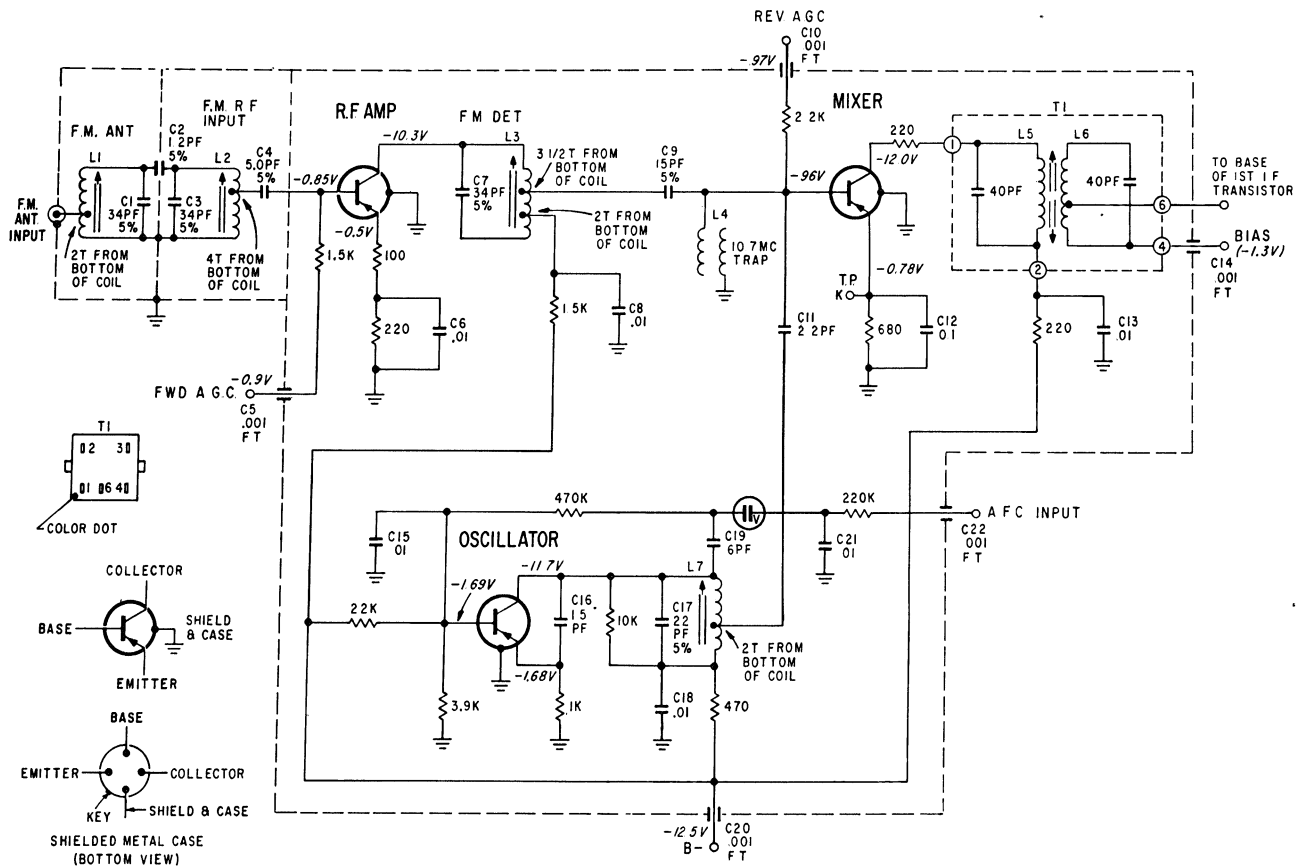 REV. AGC
C10
.001
FT
-.97V
F.M. ANT
F.M. R F
INPUT
C2
1.2PF
5%
L1
L2
C4
5.0PF
5%
C1
34PF
5%
C3
34PF
5%
F.M.
ANT.
INPUT
2T FROM
BOTTOM
OF COIL
4T FROM
BOTTOM
OF COIL
R.F. AMP
-10.3V
-0.85V
-0.5V
1.5K
100
220
C6
.01
FM DET
L3
C7
34PF
5%
3 1/2T FROM
BOTTOM
OF COIL
2T FROM
BOTTOM
OF COIL
1.5K
C8
.01
C9
15PF
5%
L4
10.7MC
TRAP
2.2K
MIXER
-.96V
220
-12.0V
-0.78V
T.P.
K
680
C12
0.1
C11
2.2PF
T1
1
L5
L6
40PF
40PF
6
4
2
TO BASE
OF 1ST I F
TRANSISTOR
BIAS
(-1.3V)
C14
.001
FT
220
C13
.01
-0.9V
FWD A G.C.
C5
.001
FT
T1
2 3
1 6 4
COLOR DOT
470K
220K
A F C INPUT
C22
.001
FT
C15
.01
OSCILLATOR
C19
6PF
V
C21
.01
-11.7V
-1.69V
22K
C16
1.5
PF
10K
C17
22
PF
5%
L7
2T FROM
BOTTOM
OF COIL
-1.68V
3.9K
1K
C18
.01
470
COLLECTOR
BASE
SHIELD
& CASE
EMITTER
BASE
EMITTER
COLLECTOR
KEY
SHIELD & CASE
SHIELDED METAL CASE
(BOTTOM VIEW)
-12.5V
B-
C20
.001
FT